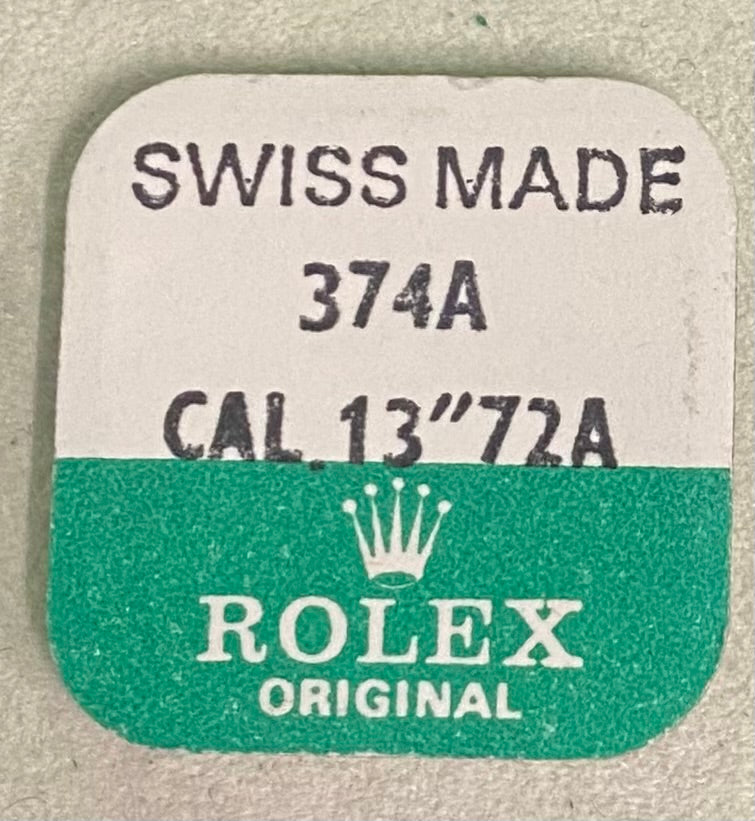 SWISS MADE
374A
CAL.13″72A
ROLEX
ORIGINAL